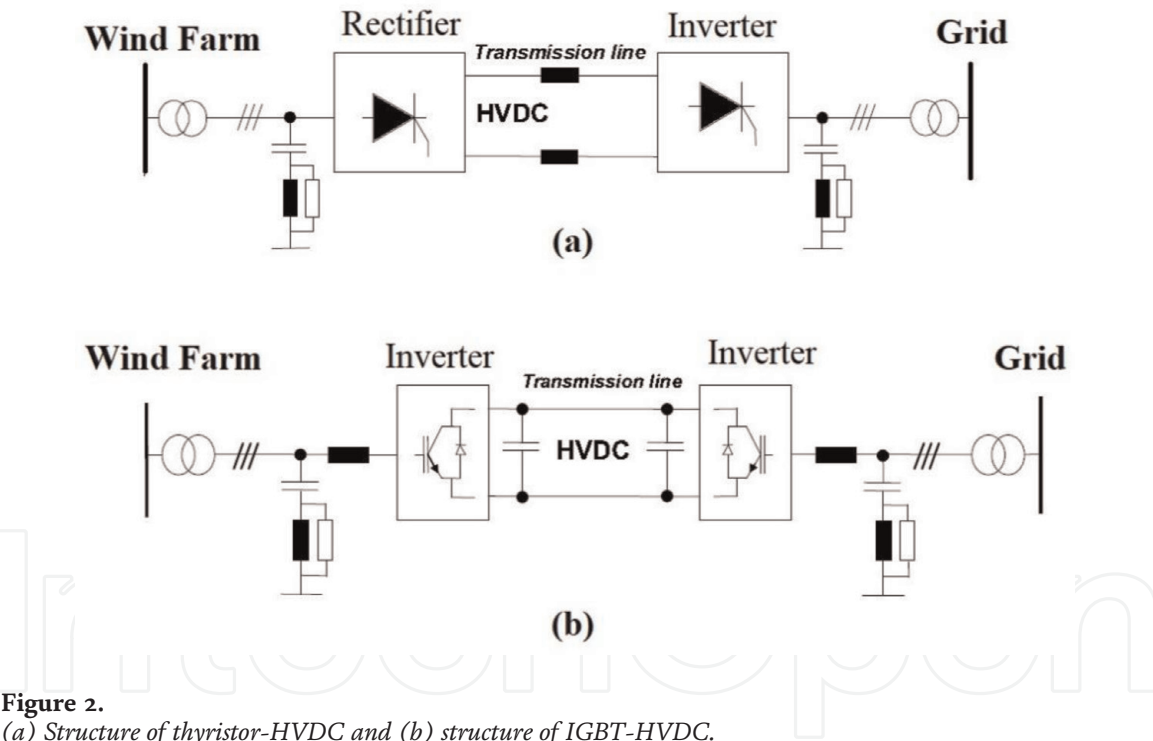 Rectifier
Inverter
Wind Farm
Grid
Transmission line
HVDC
(a)
Wind Farm
Inverter
Inverter
Grid
Transmission line
HVDC
(b)
Figure 2.
(a) Structure of thyristor-HVDC and (b) structure of IGBT-HVDC.